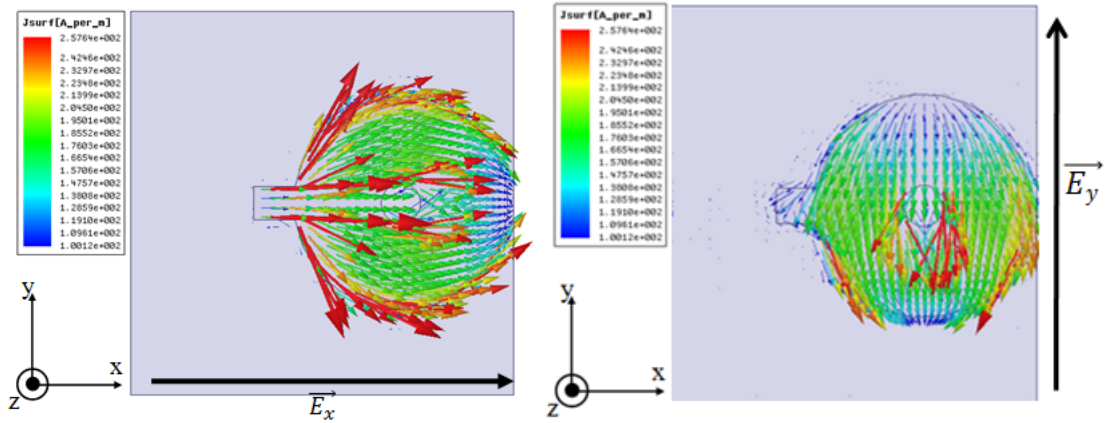 Jsurf[A_per_m]
2.5764e+002
2.4246e+002
2.3297e+002
2.2348e+002
2.1399e+002
2.0450e+002
1.9501e+002
1.8552e+002
1.7603e+002
1.6654e+002
1.5706e+002
1.4757e+002
1.3808e+002
1.2859e+002
1.1910e+002
1.0961e+002
1.0012e+002
y
x
z
E_x
Jsurf[A_per_m]
2.5764e+002
2.4246e+002
2.3297e+002
2.2348e+002
2.1399e+002
2.0450e+002
1.9501e+002
1.8552e+002
1.7603e+002
1.6654e+002
1.5706e+002
1.4757e+002
1.3808e+002
1.2859e+002
1.1910e+002
1.0961e+002
1.0012e+002
E_y
y
x
z